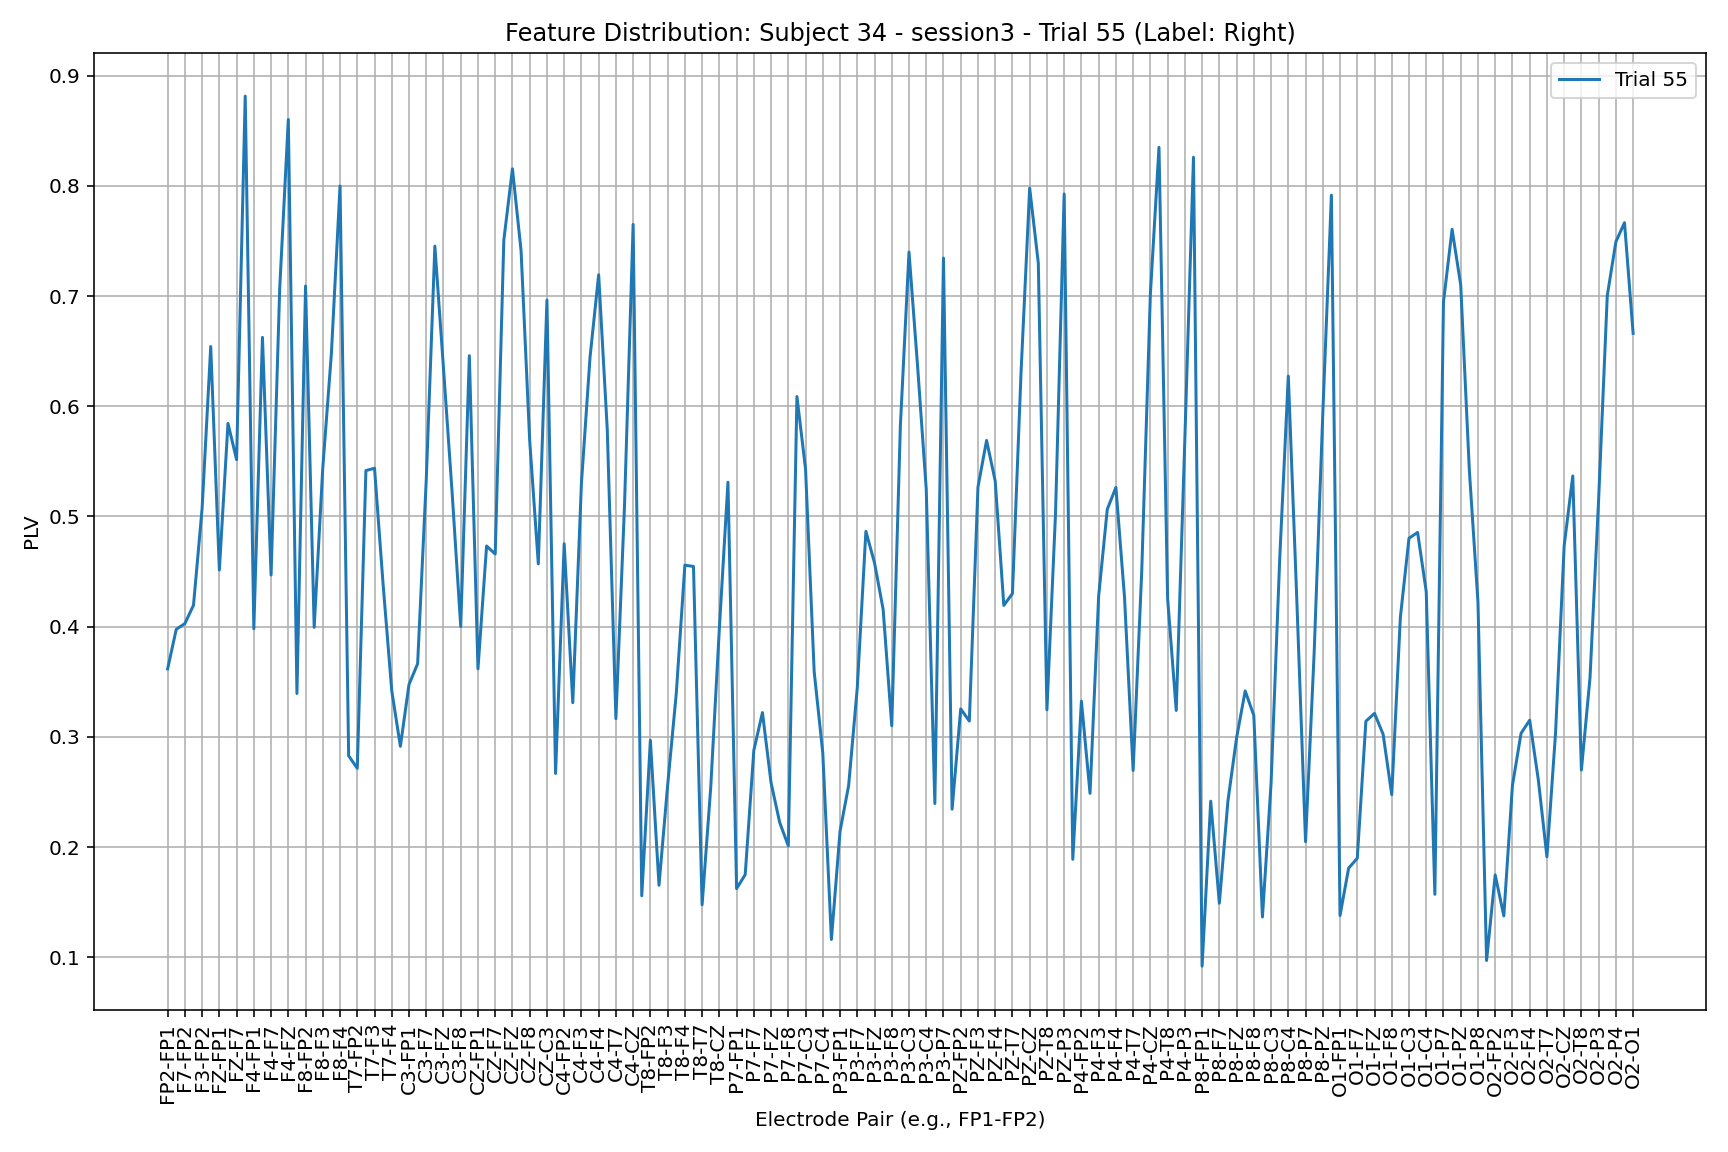 Feature Distribution: Subject 34 - session3 - Trial 55 (Label: Right)
Trial 55
PLV
0.9
0.8
0.7
0.6
0.5
0.4
0.3
0.2
0.1
FP2-FP1
F7-FP2
F3-FP2
FZ-FP1
FZ-F7
F4-FP1
F4-F7
F4-FZ
F8-FP2
F8-F3
F8-F4
T7-FP2
T7-F3
T7-F4
C3-FP1
C3-F7
C3-FZ
C3-F8
CZ-FP1
CZ-F7
CZ-FZ
CZ-F8
CZ-C3
C4-FP2
C4-F3
C4-F4
C4-T7
C4-CZ
T8-FP2
T8-F3
T8-F4
T8-T7
T8-CZ
P7-FP1
P7-F7
P7-FZ
P7-F8
P7-C3
P7-C4
P3-FP1
P3-F7
P3-FZ
P3-F8
P3-C3
P3-C4
P3-P7
PZ-FP2
PZ-F3
PZ-F4
PZ-T7
PZ-CZ
PZ-T8
PZ-P3
P4-FP2
P4-F3
P4-F4
P4-T7
P4-CZ
P4-T8
P4-P3
P8-FP1
P8-F7
P8-FZ
P8-F8
P8-C3
P8-C4
P8-P7
P8-PZ
O1-FP1
O1-F7
O1-FZ
O1-F8
O1-C3
O1-C4
O1-P7
O1-PZ
O1-P8
O2-FP2
O2-F3
O2-F4
O2-T7
O2-CZ
O2-T8
O2-P3
O2-P4
O2-O1
Electrode Pair (e.g., FP1-FP2)